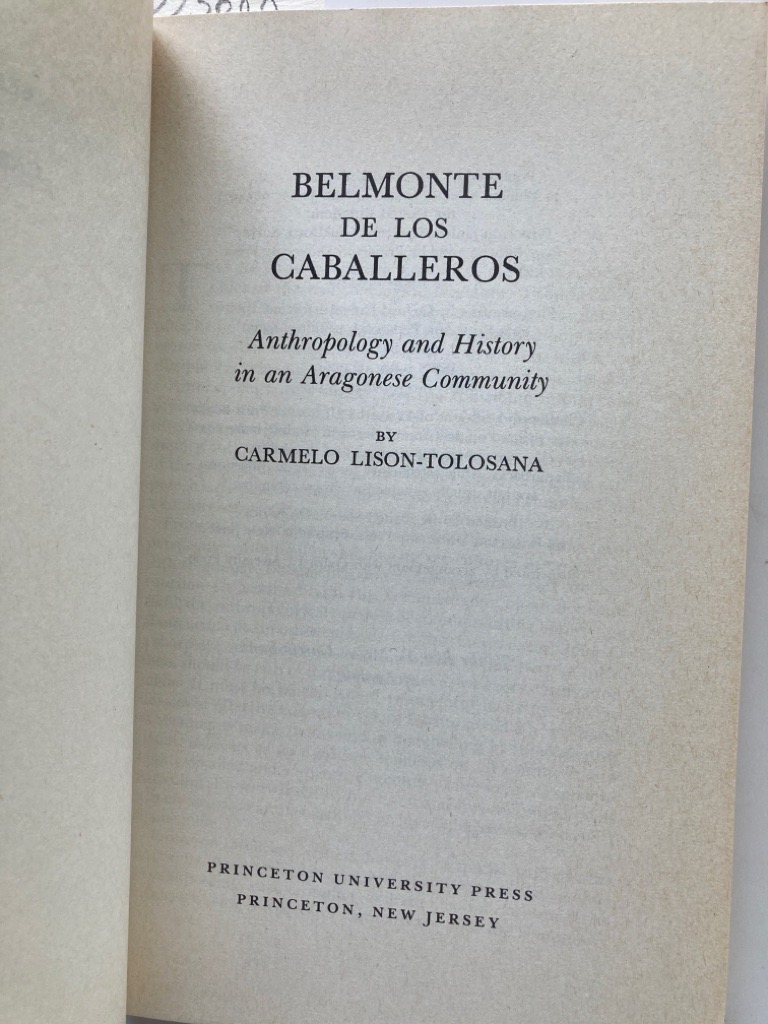 BELMONTE
DE LOS
CABALLEROS
Anthropology and History
in an Aragonese Community
BY
CARMELO LISON-TOLOSANA
PRINCETON UNIVERSITY PRESS
PRINCETON, NEW JERSEY